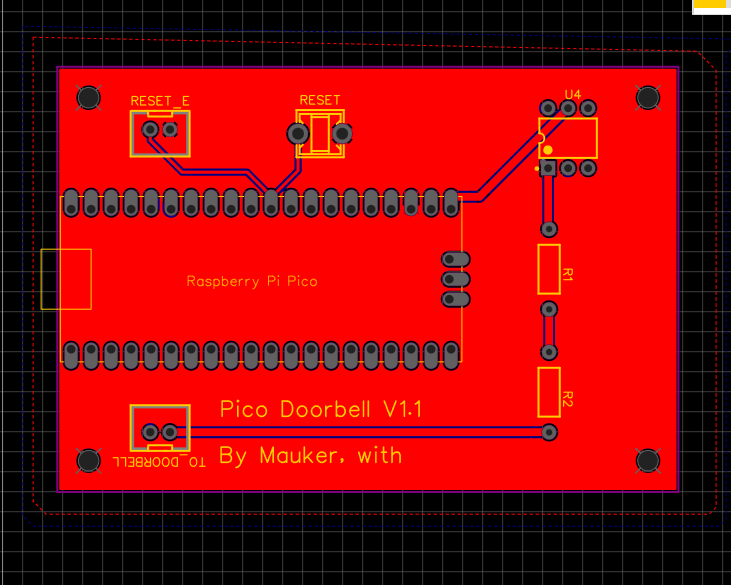 RESET_E
RESET
U4
Raspberry Pi Pico
R1
R2
Pico Doorbell V1.1
TO_DOORBELL
By Mauker, with